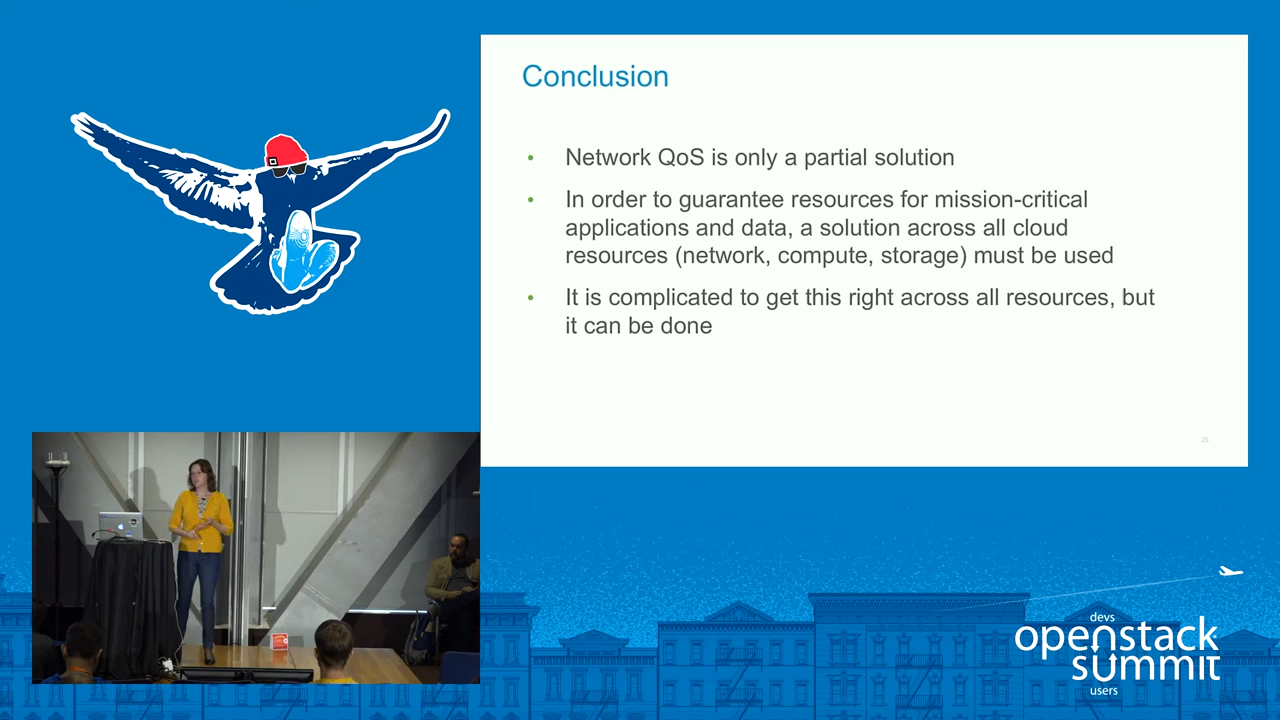 Conclusion
• Network QoS is only a partial solution
• In order to guarantee resources for mission-critical
applications and data, a solution across all cloud
resources (network, compute, storage) must be used
• It is complicated to get this right across all resources, but
it can be done
25
devs
openstack
summit
users